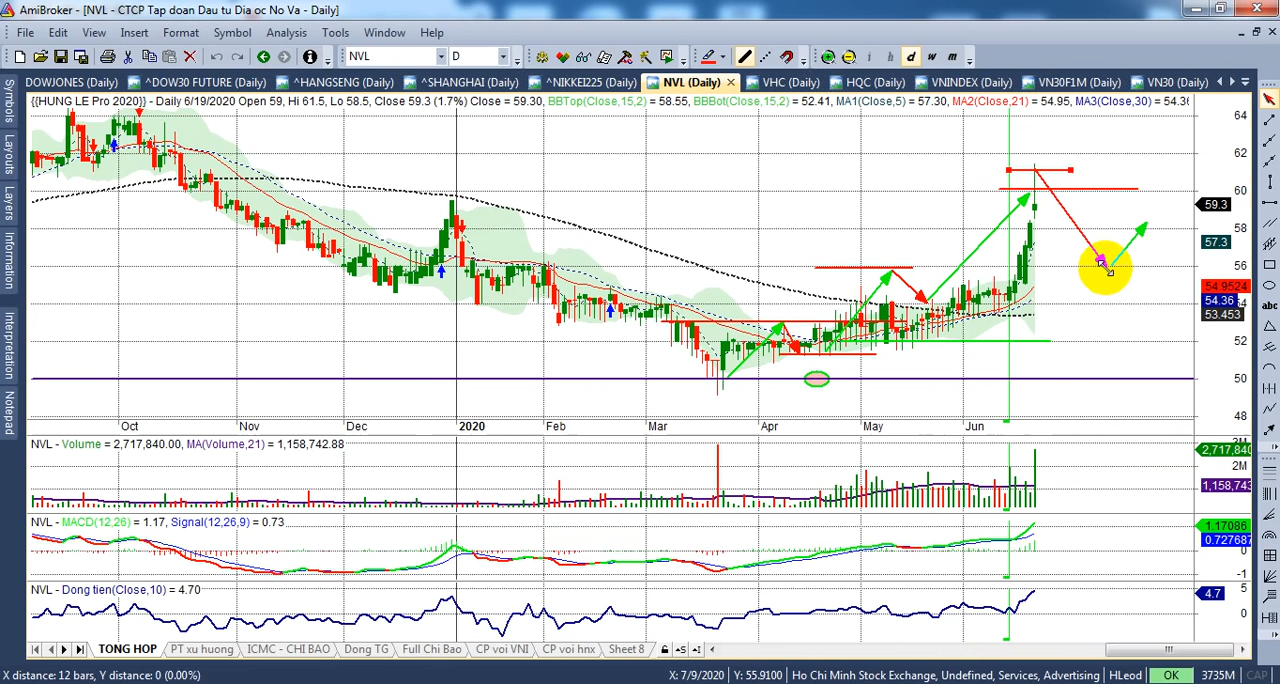 AmiBroker - [NVL - CTCP Tap doan Dau tu Dia oc No Va - Daily]
File Edit View Insert Format Symbol Analysis Tools Window Help
NVL D i h d w m
DOWJONES (Daily) ^DOW30 FUTURE (Daily) ^HANGSENG (Daily) ^SHANGHAI (Daily) ^NIKKEI225 (Daily) NVL (Daily) VHC (Daily) HQC (Daily) VNINDEX (Daily) VN30F1M (Daily) VN30 (Daily)
{{HUNG LE Pro 2020}} - Daily 6/19/2020 Open 59, Hi 61.5, Lo 58.5, Close 59.3 (1.7%) Close = 59.30, BBTop(Close,15,2) = 58.55, BBBot(Close,15,2) = 52.41, MA1(Close,5) = 57.30, MA2(Close,21) = 54.95, MA3(Close,30) = 54.36
Symbols
Layouts
Layers
Information
Interpretation
Notepad
64
62
60
59.3
58
57.3
56
54.9524
54.36 54
53.453
52
50
48
abc
Oct Nov Dec 2020 Feb Mar Apr May Jun
NVL - Volume = 2,717,840.00, MA(Volume,21) = 1,158,742.88
2,717,840
2M
1,158,743
NVL - MACD(12,26) = 1.17, Signal(12,26,9) = 0.73
1.17086
0.727687
0
-1
NVL - Dong tien(Close,10) = 4.70
5
4.7
0
TONG HOP PT xu huong ICMC - CHI BAO Dong TG Full Chi Bao CP voi VNI CP voi hnx Sheet 8
X distance: 12 bars, Y distance: 0 (0.00%) X: 7/9/2020 Y: 55.9100 Ho Chi Minh Stock Exchange, Undefined, Services, Advertising HLeod OK 3735M CAP